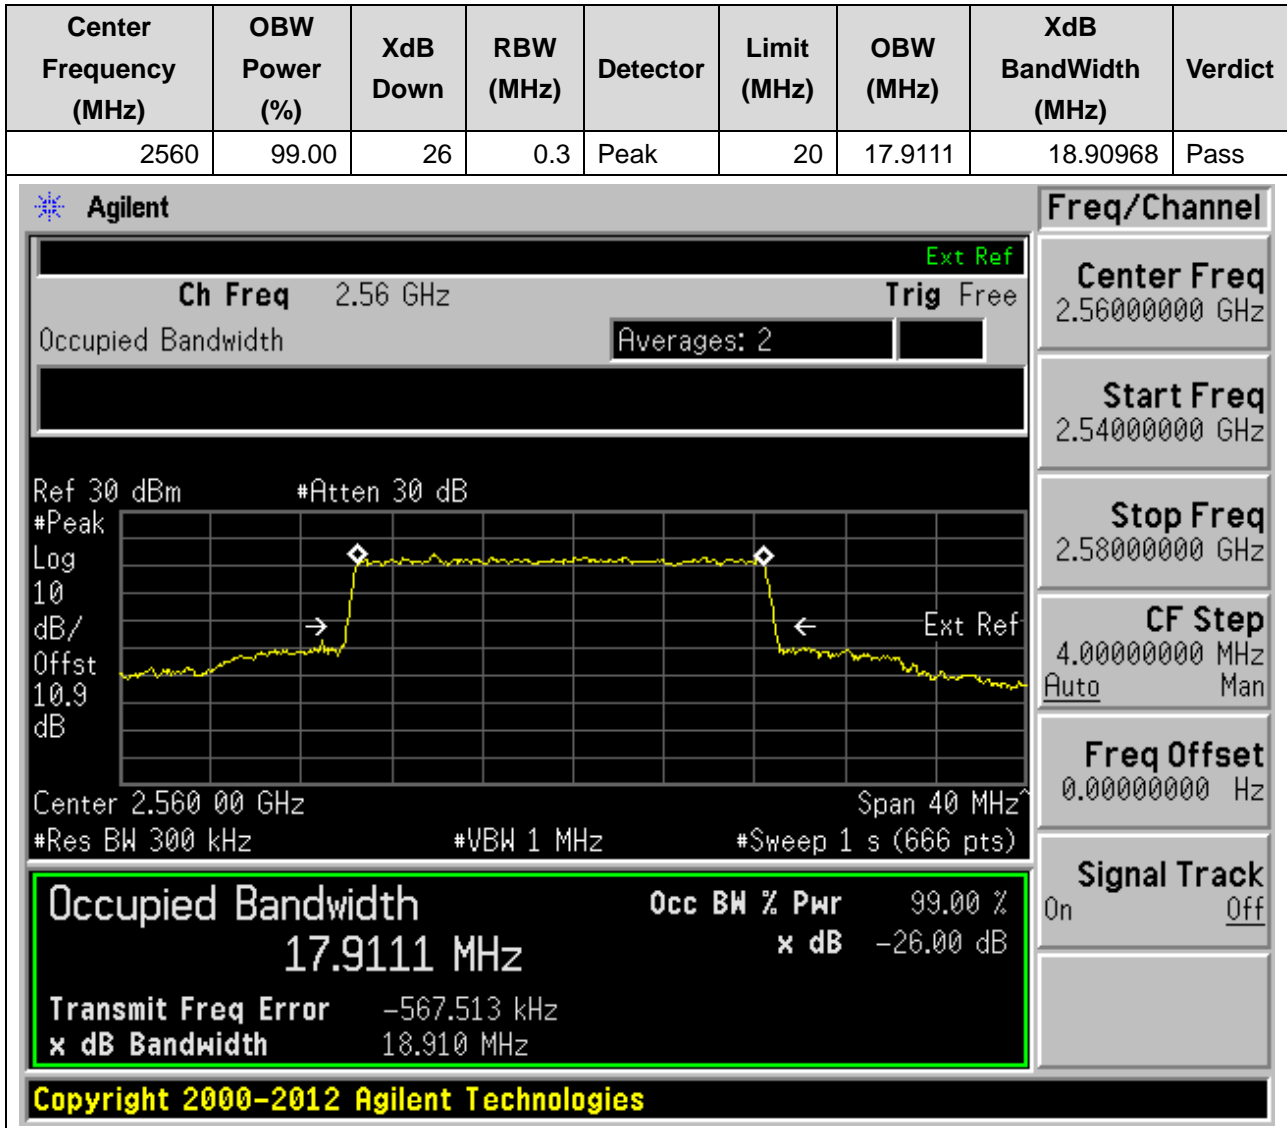 Center Frequency (MHz) OBW Power (%) XdB Down RBW (MHz) Detector Limit (MHz) OBW (MHz) XdB BandWidth (MHz) Verdict
2560 99.00 26 0.3 Peak 20 17.9111 18.90968 Pass
Agilent
Freq/Channel
Ext Ref
Ch Freq 2.56 GHz Trig Free
Occupied Bandwidth Averages: 2
Center Freq
2.56000000 GHz
Start Freq
2.54000000 GHz
Ref 30 dBm #Atten 30 dB
#Peak
Log
10
dB/
Offst
10.9
dB
Ext Ref
Stop Freq
2.58000000 GHz
CF Step
4.00000000 MHz
Auto Man
Freq Offset
0.00000000 Hz
Center 2.560 00 GHz Span 40 MHz^
#Res BW 300 kHz #VBW 1 MHz #Sweep 1 s (666 pts)
Signal Track
On Off
Occupied Bandwidth
17.9111 MHz
Occ BW % Pwr 99.00 %
x dB -26.00 dB
Transmit Freq Error -567.513 kHz
x dB Bandwidth 18.910 MHz
Copyright 2000-2012 Agilent Technologies